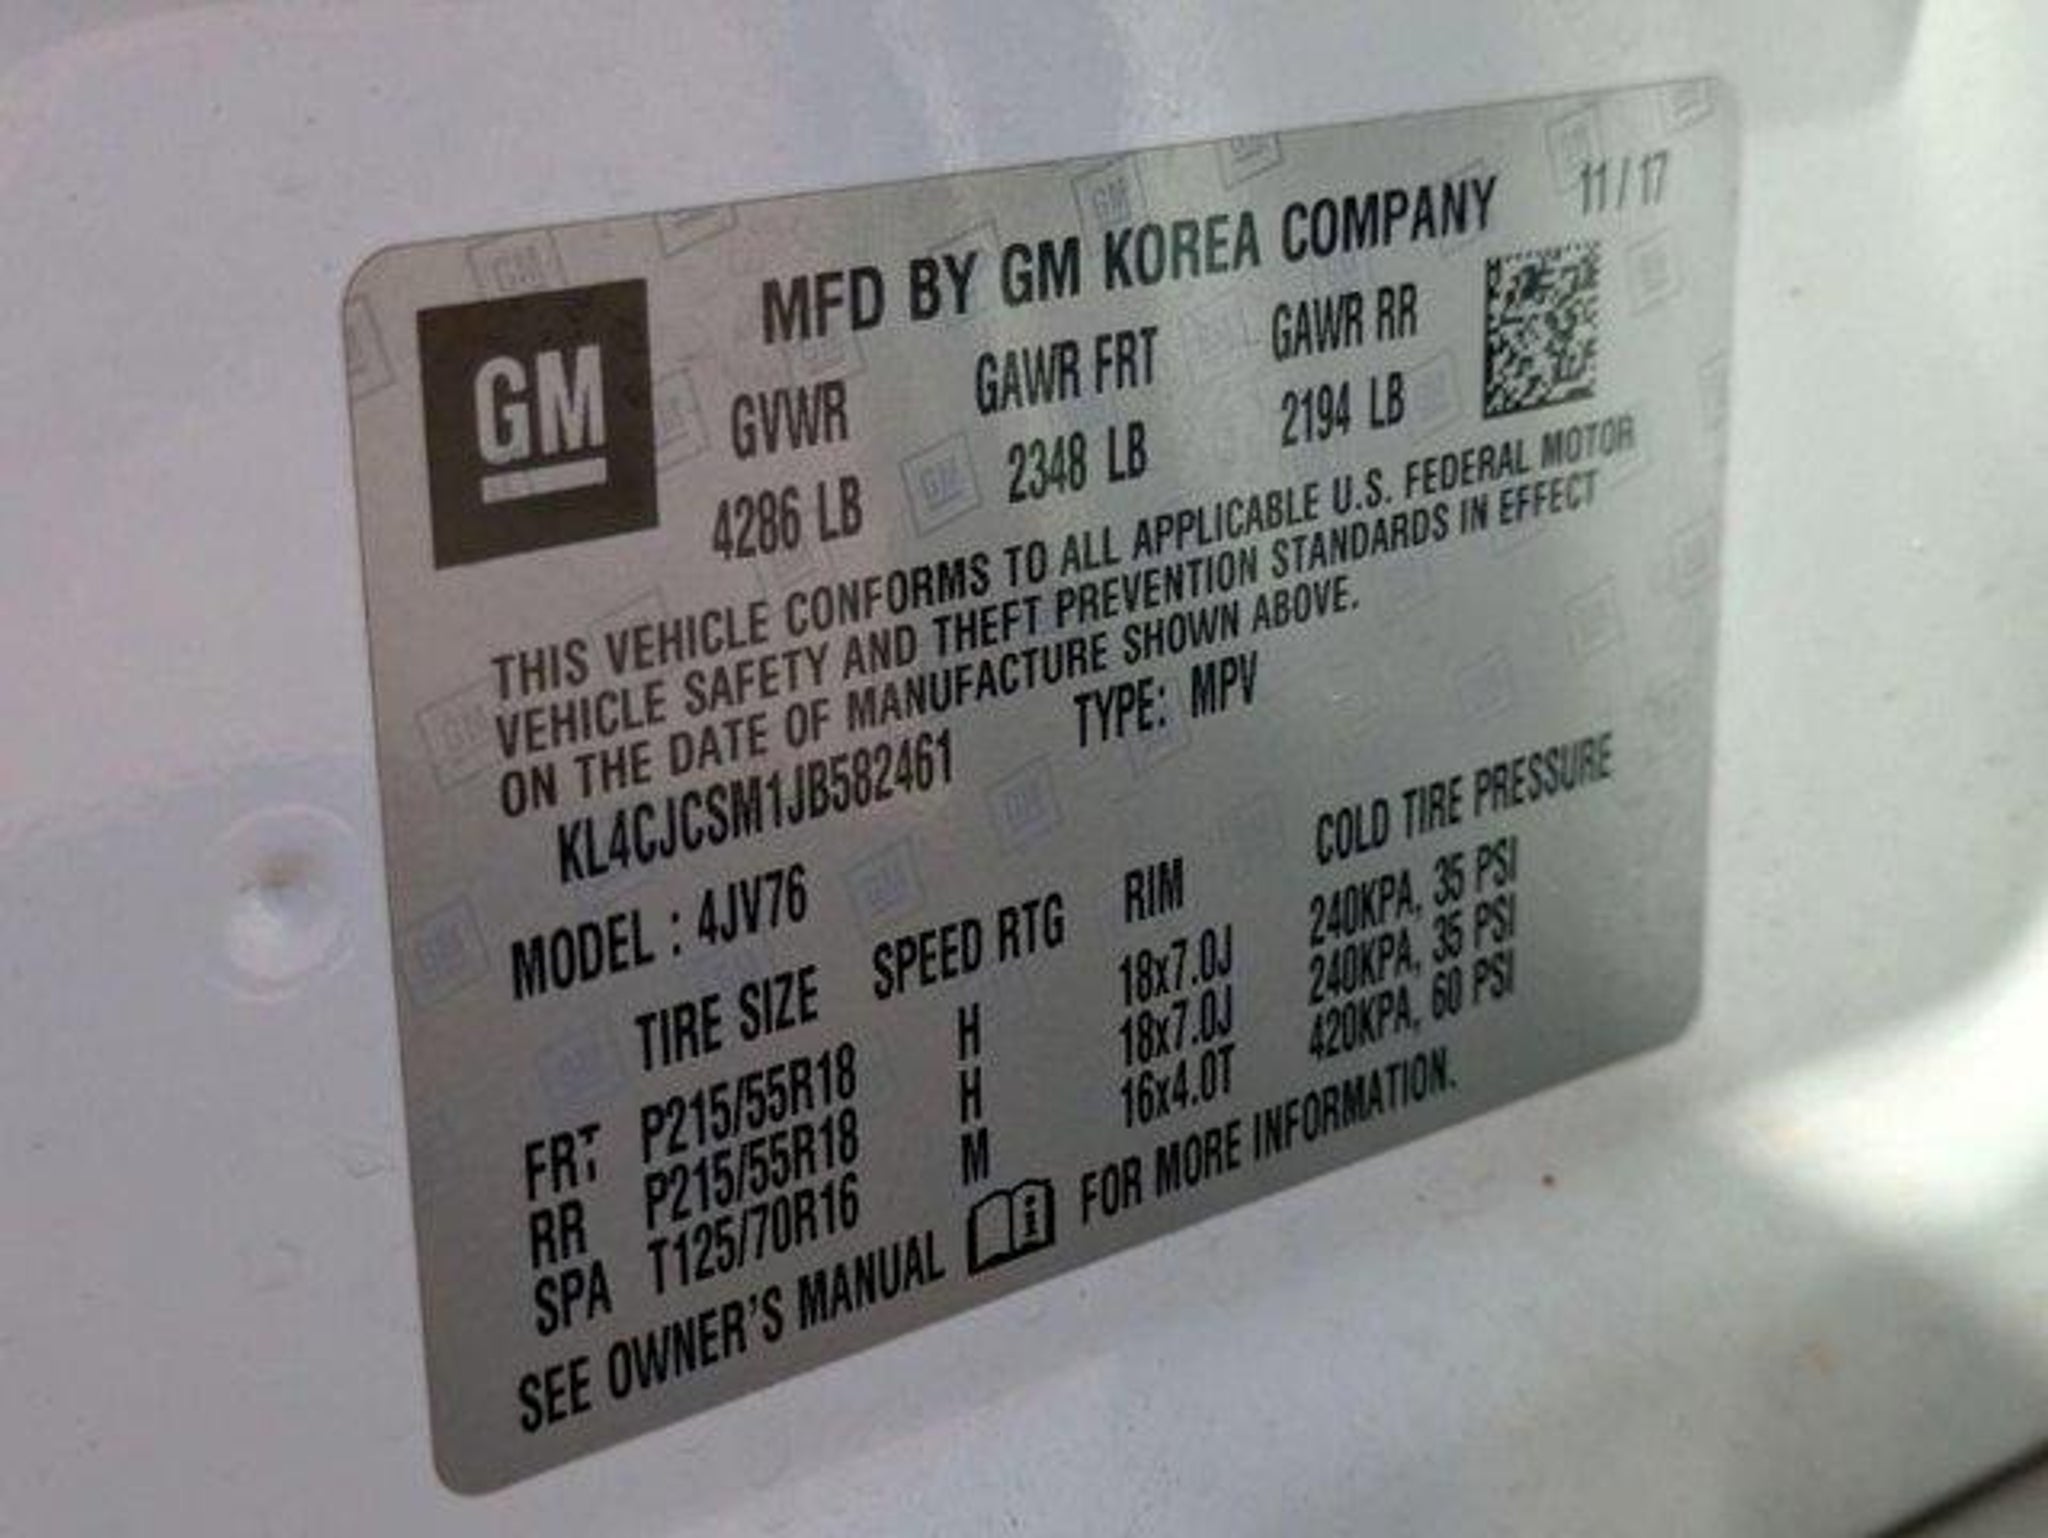 MFD BY GM KOREA COMPANY 11/17
GM
GVWR GAWR FRT GAWR RR
4286 LB 2348 LB 2194 LB
THIS VEHICLE CONFORMS TO ALL APPLICABLE U.S. FEDERAL MOTOR
VEHICLE SAFETY AND THEFT PREVENTION STANDARDS IN EFFECT
ON THE DATE OF MANUFACTURE SHOWN ABOVE.
KL4CJCSM1JB582461 TYPE: MPV
MODEL : 4JV76
TIRE SIZE SPEED RTG RIM COLD TIRE PRESSURE
FRT P215/55R18 H 18x7.0J 240KPA, 35 PSI
RR P215/55R18 H 18x7.0J 240KPA, 35 PSI
SPA T125/70R16 M 16x4.0T 420KPA, 60 PSI
SEE OWNER'S MANUAL FOR MORE INFORMATION.